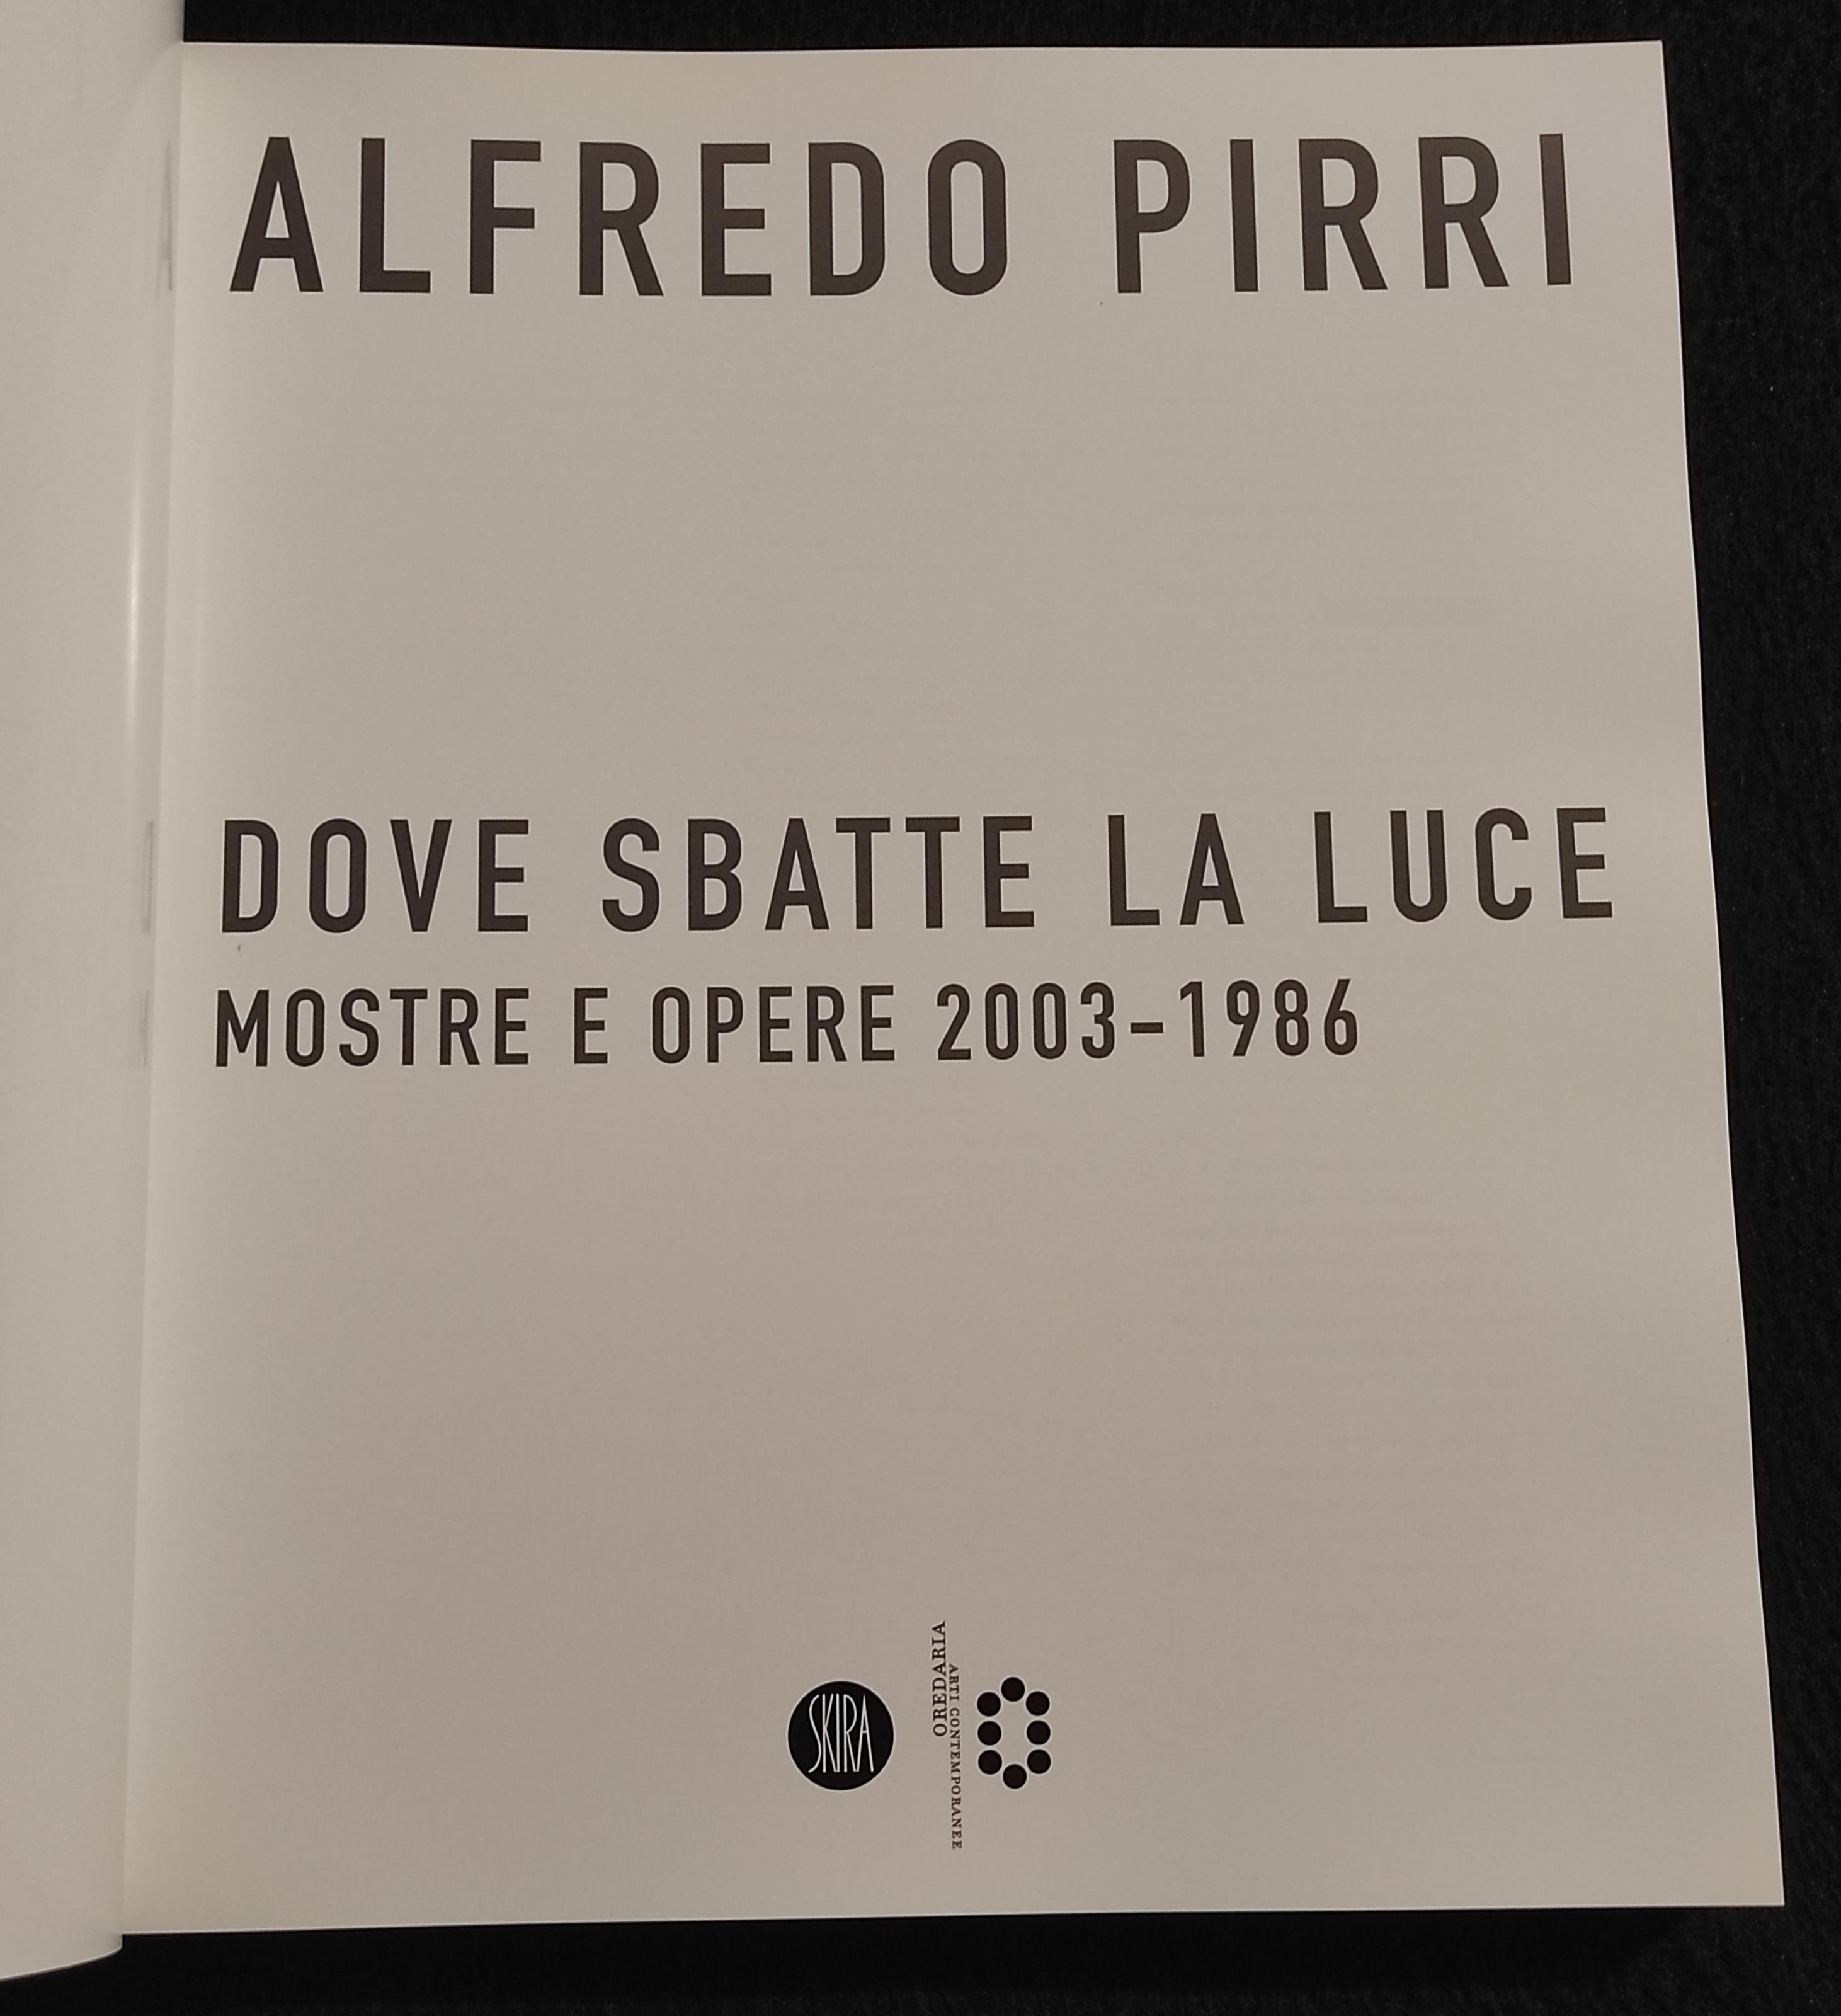 ALFREDO PIRRI
DOVE SBATTE LA LUCE
MOSTRE E OPERE 2003-1986
SKIRA
OREDARIA
ARTI CONTEMPORANEE